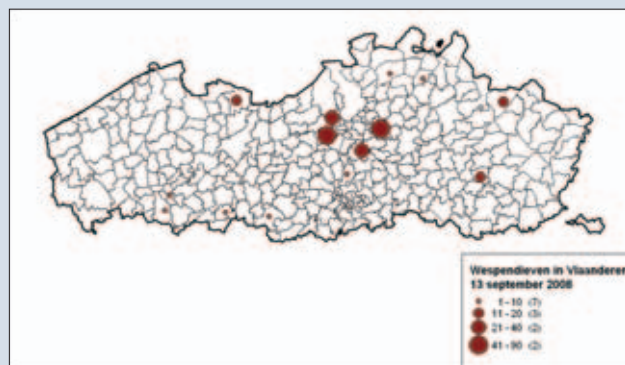 Wespendieven in Vlaanderen
13 september 2008
1 - 10 (7)
11 - 20 (3)
21 - 40 (2)
41 - 90 (2)